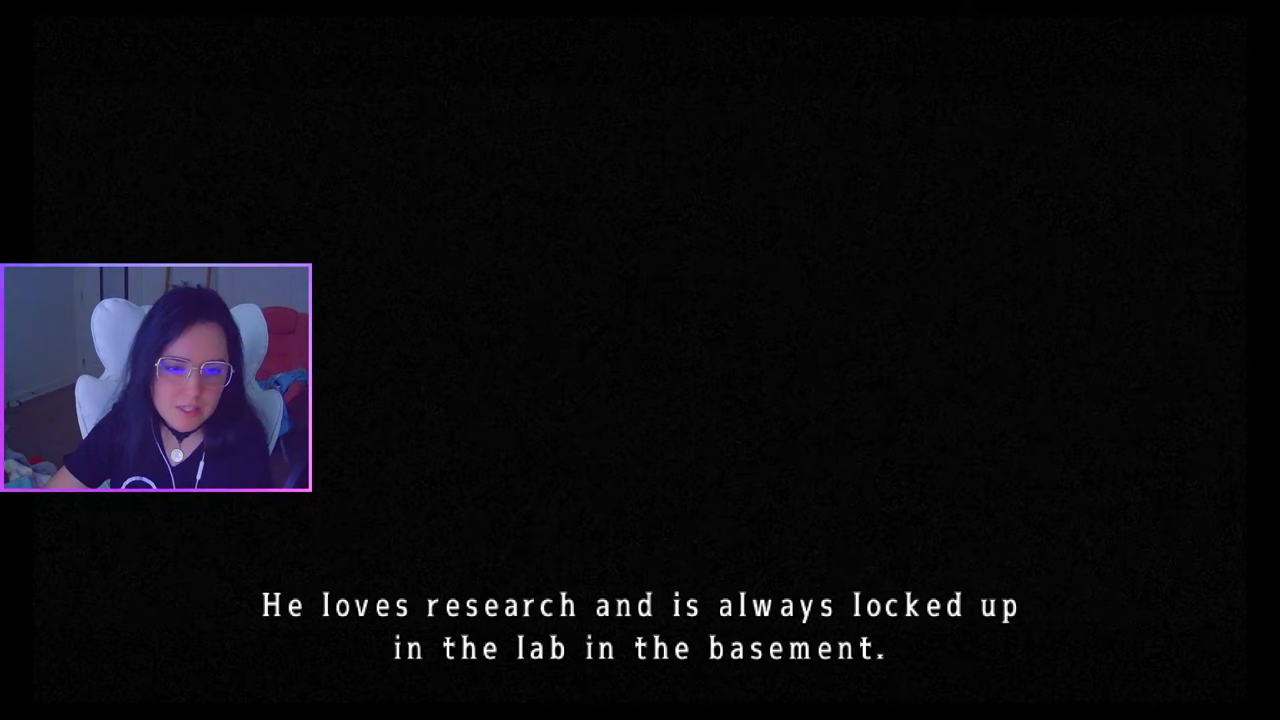 He loves research and is always locked up
in the lab in the basement.